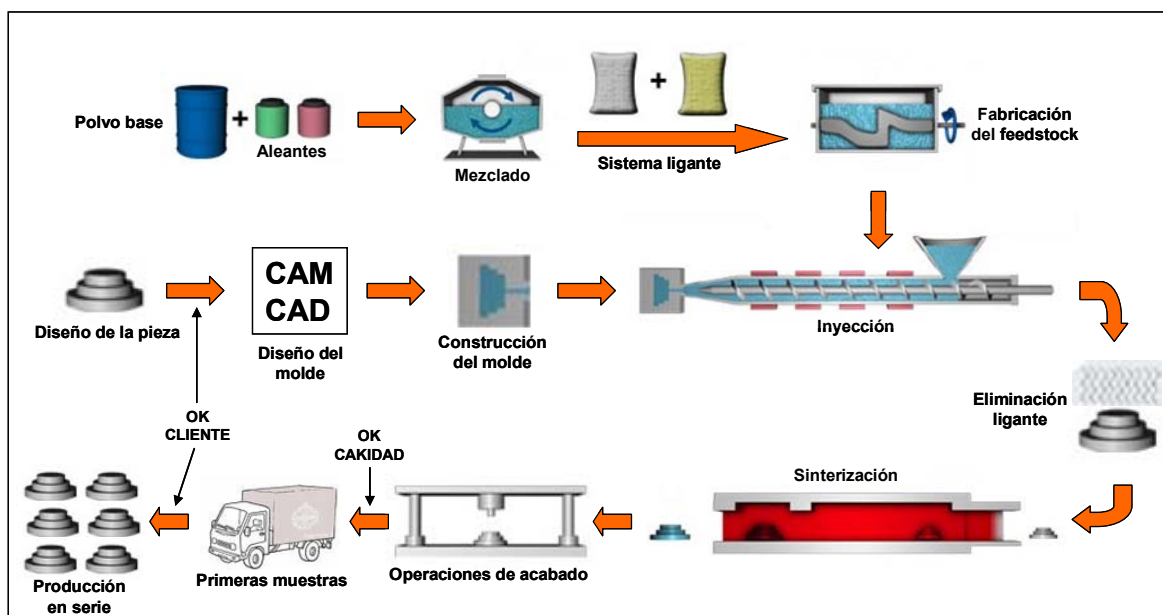 Polvo base
+
Aleantes
Mezclado
+
Sistema ligante
Fabricación
del feedstock
Diseño de la pieza
CAM
CAD
Diseño del
molde
Construcción
del molde
Inyección
Eliminación
ligante
OK
CLIENTE
OK
CAKIDAD
Sinterización
Operaciones de acabado
Primeras muestras
Producción
en serie